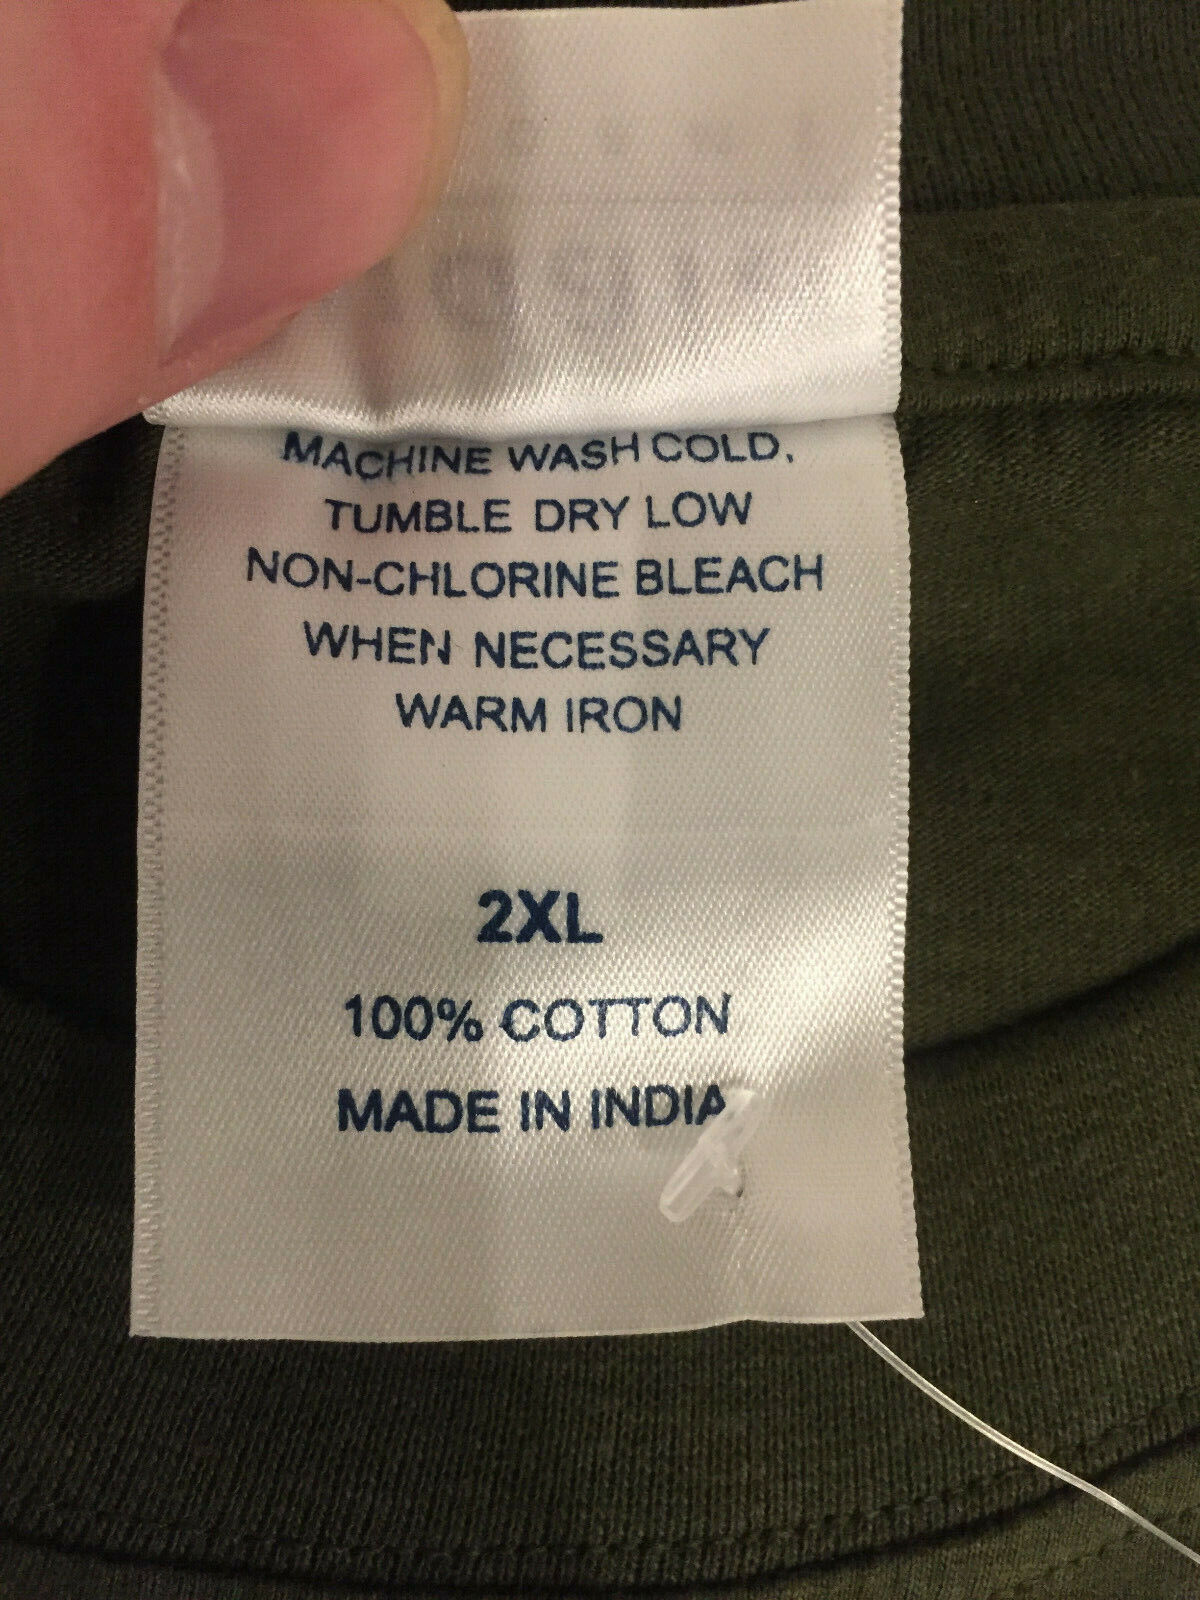 MACHINE WASH COLD,
TUMBLE DRY LOW
NON-CHLORINE BLEACH
WHEN NECESSARY
WARM IRON
2XL
100% COTTON
MADE IN INDIA